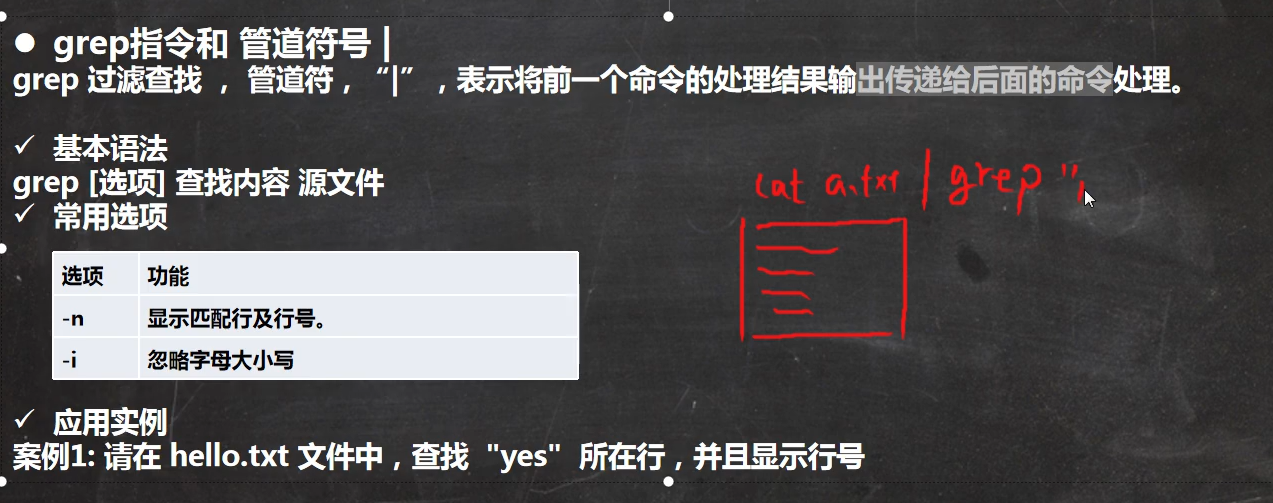 ● grep指令和 管道符号 |
grep 过滤查找 ， 管道符，“|” ，表示将前一个命令的处理结果输出传递给后面的命令处理。
✓ 基本语法
grep [选项] 查找内容 源文件
✓ 常用选项
选项 功能
-n 显示匹配行及行号。
-i 忽略字母大小写
cat a.txt | grep "
✓ 应用实例
案例1: 请在 hello.txt 文件中，查找 "yes" 所在行，并且显示行号